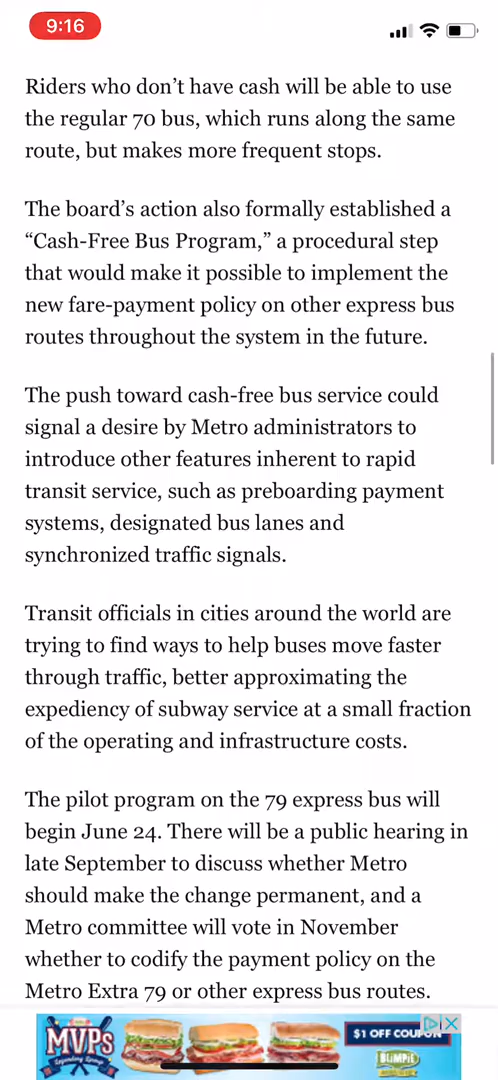 9:16
Riders who don’t have cash will be able to use
the regular 70 bus, which runs along the same
route, but makes more frequent stops.
The board’s action also formally established a
“Cash-Free Bus Program,” a procedural step
that would make it possible to implement the
new fare-payment policy on other express bus
routes throughout the system in the future.
The push toward cash-free bus service could
signal a desire by Metro administrators to
introduce other features inherent to rapid
transit service, such as preboarding payment
systems, designated bus lanes and
synchronized traffic signals.
Transit officials in cities around the world are
trying to find ways to help buses move faster
through traffic, better approximating the
expediency of subway service at a small fraction
of the operating and infrastructure costs.
The pilot program on the 79 express bus will
begin June 24. There will be a public hearing in
late September to discuss whether Metro
should make the change permanent, and a
Metro committee will vote in November
whether to codify the payment policy on the
Metro Extra 79 or other express bus routes.
MVPs
$1 OFF COUPON
BLIMPIE